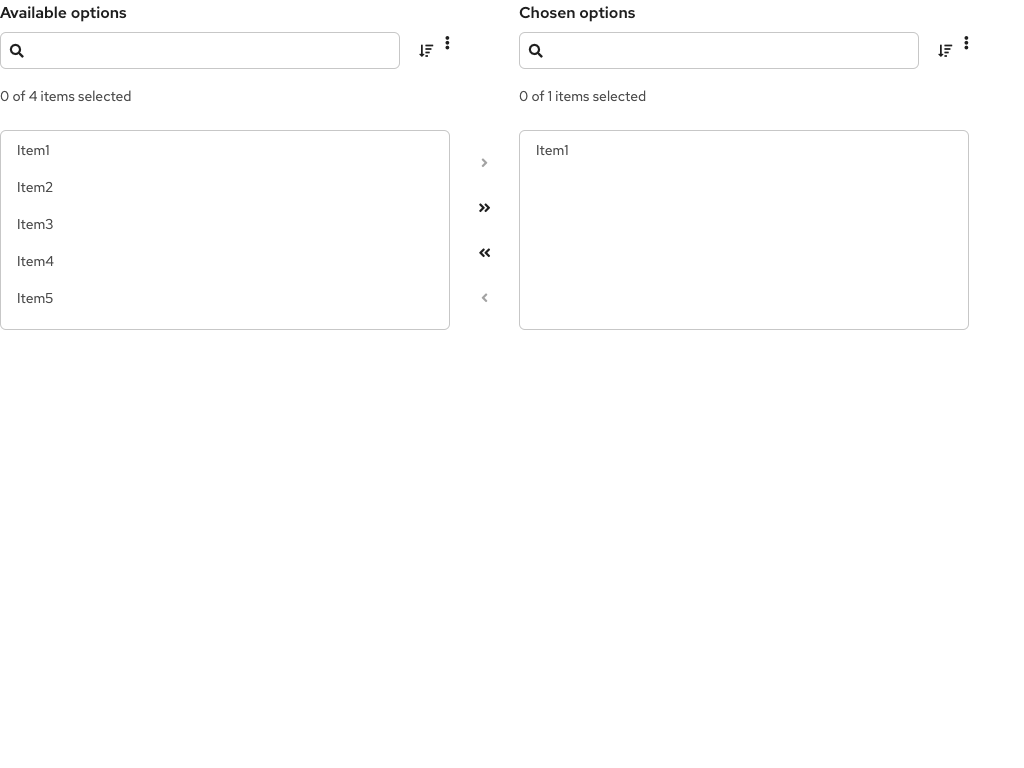 Available options
0 of 4 items selected
Item1
Item2
Item3
Item4
Item5
Chosen options
0 of 1 items selected
Item1